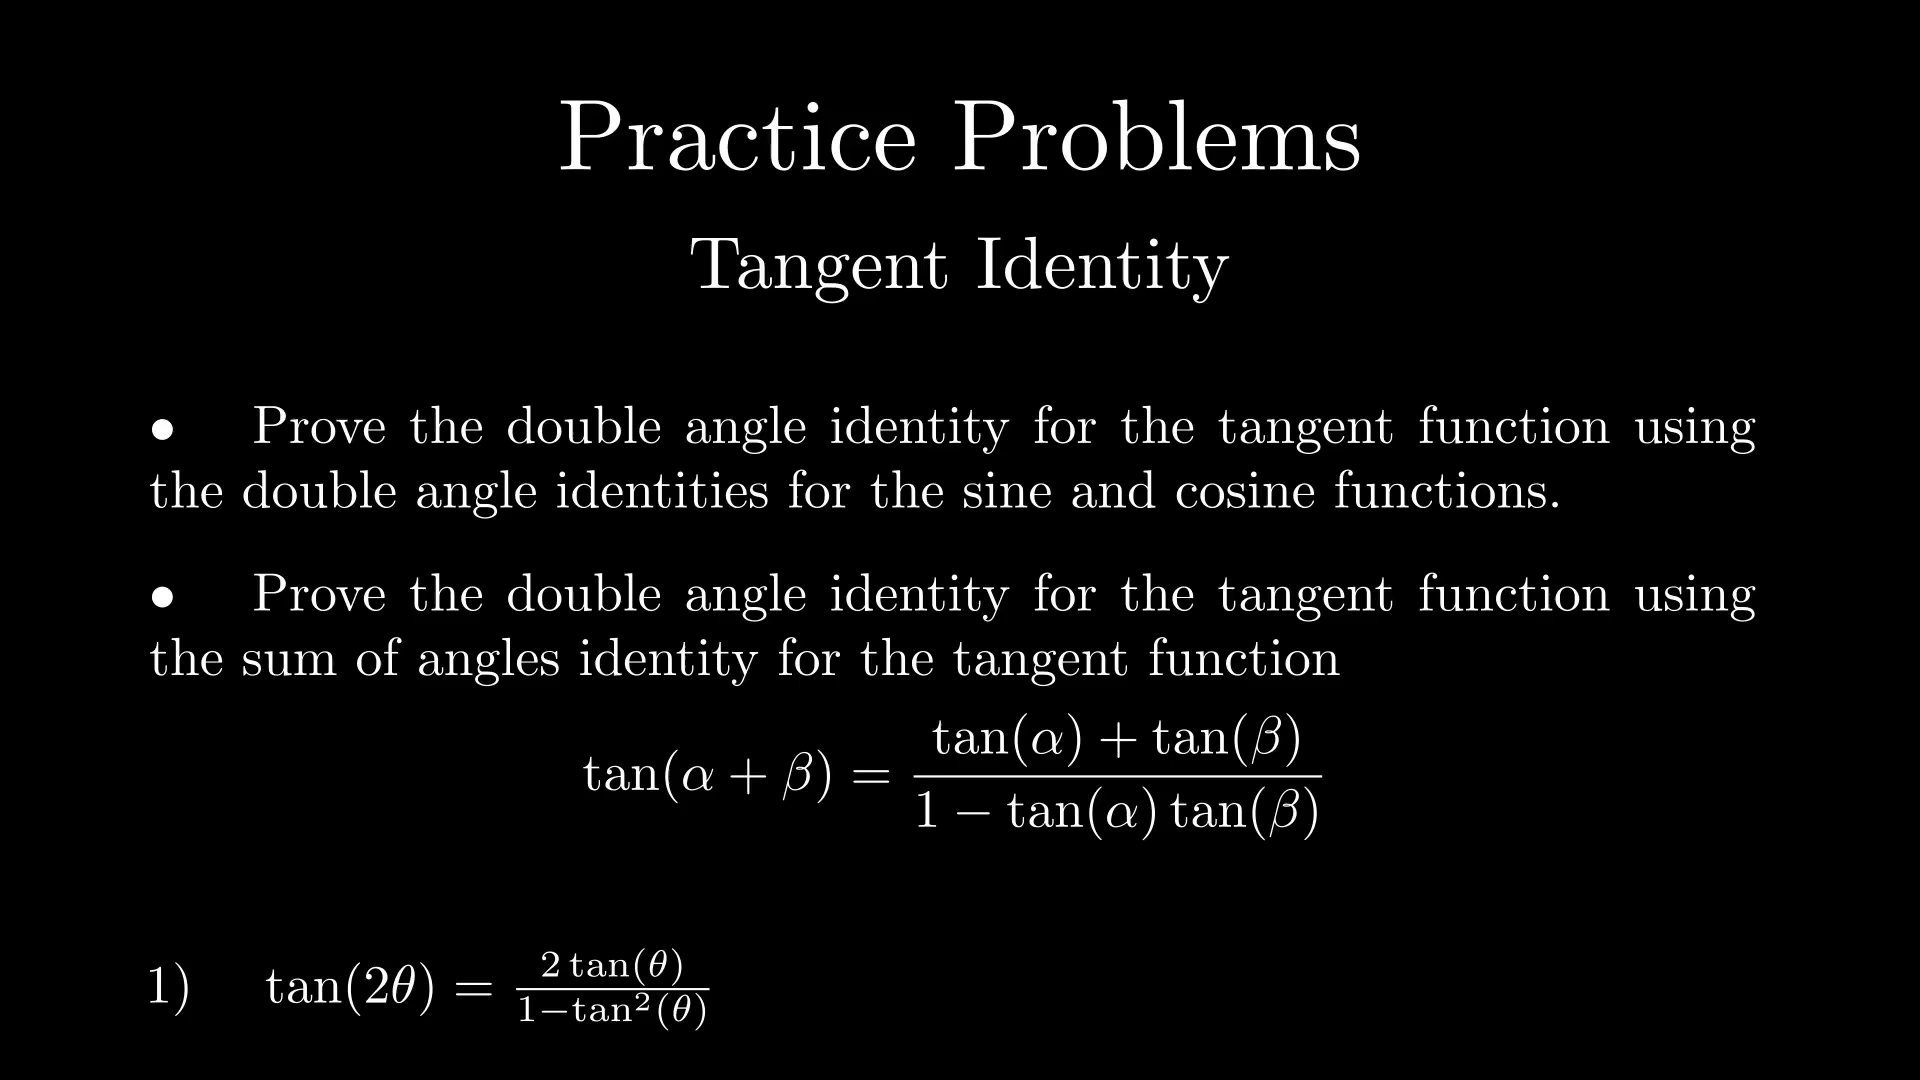 Practice Problems
Tangent Identity
• Prove the double angle identity for the tangent function using
the double angle identities for the sine and cosine functions.
• Prove the double angle identity for the tangent function using
the sum of angles identity for the tangent function
tan(α + β) = \frac{tan(α) + tan(β)}{1 − tan(α) tan(β)}
1) tan(2θ) = \frac{2 tan(θ)}{1−tan²(θ)}